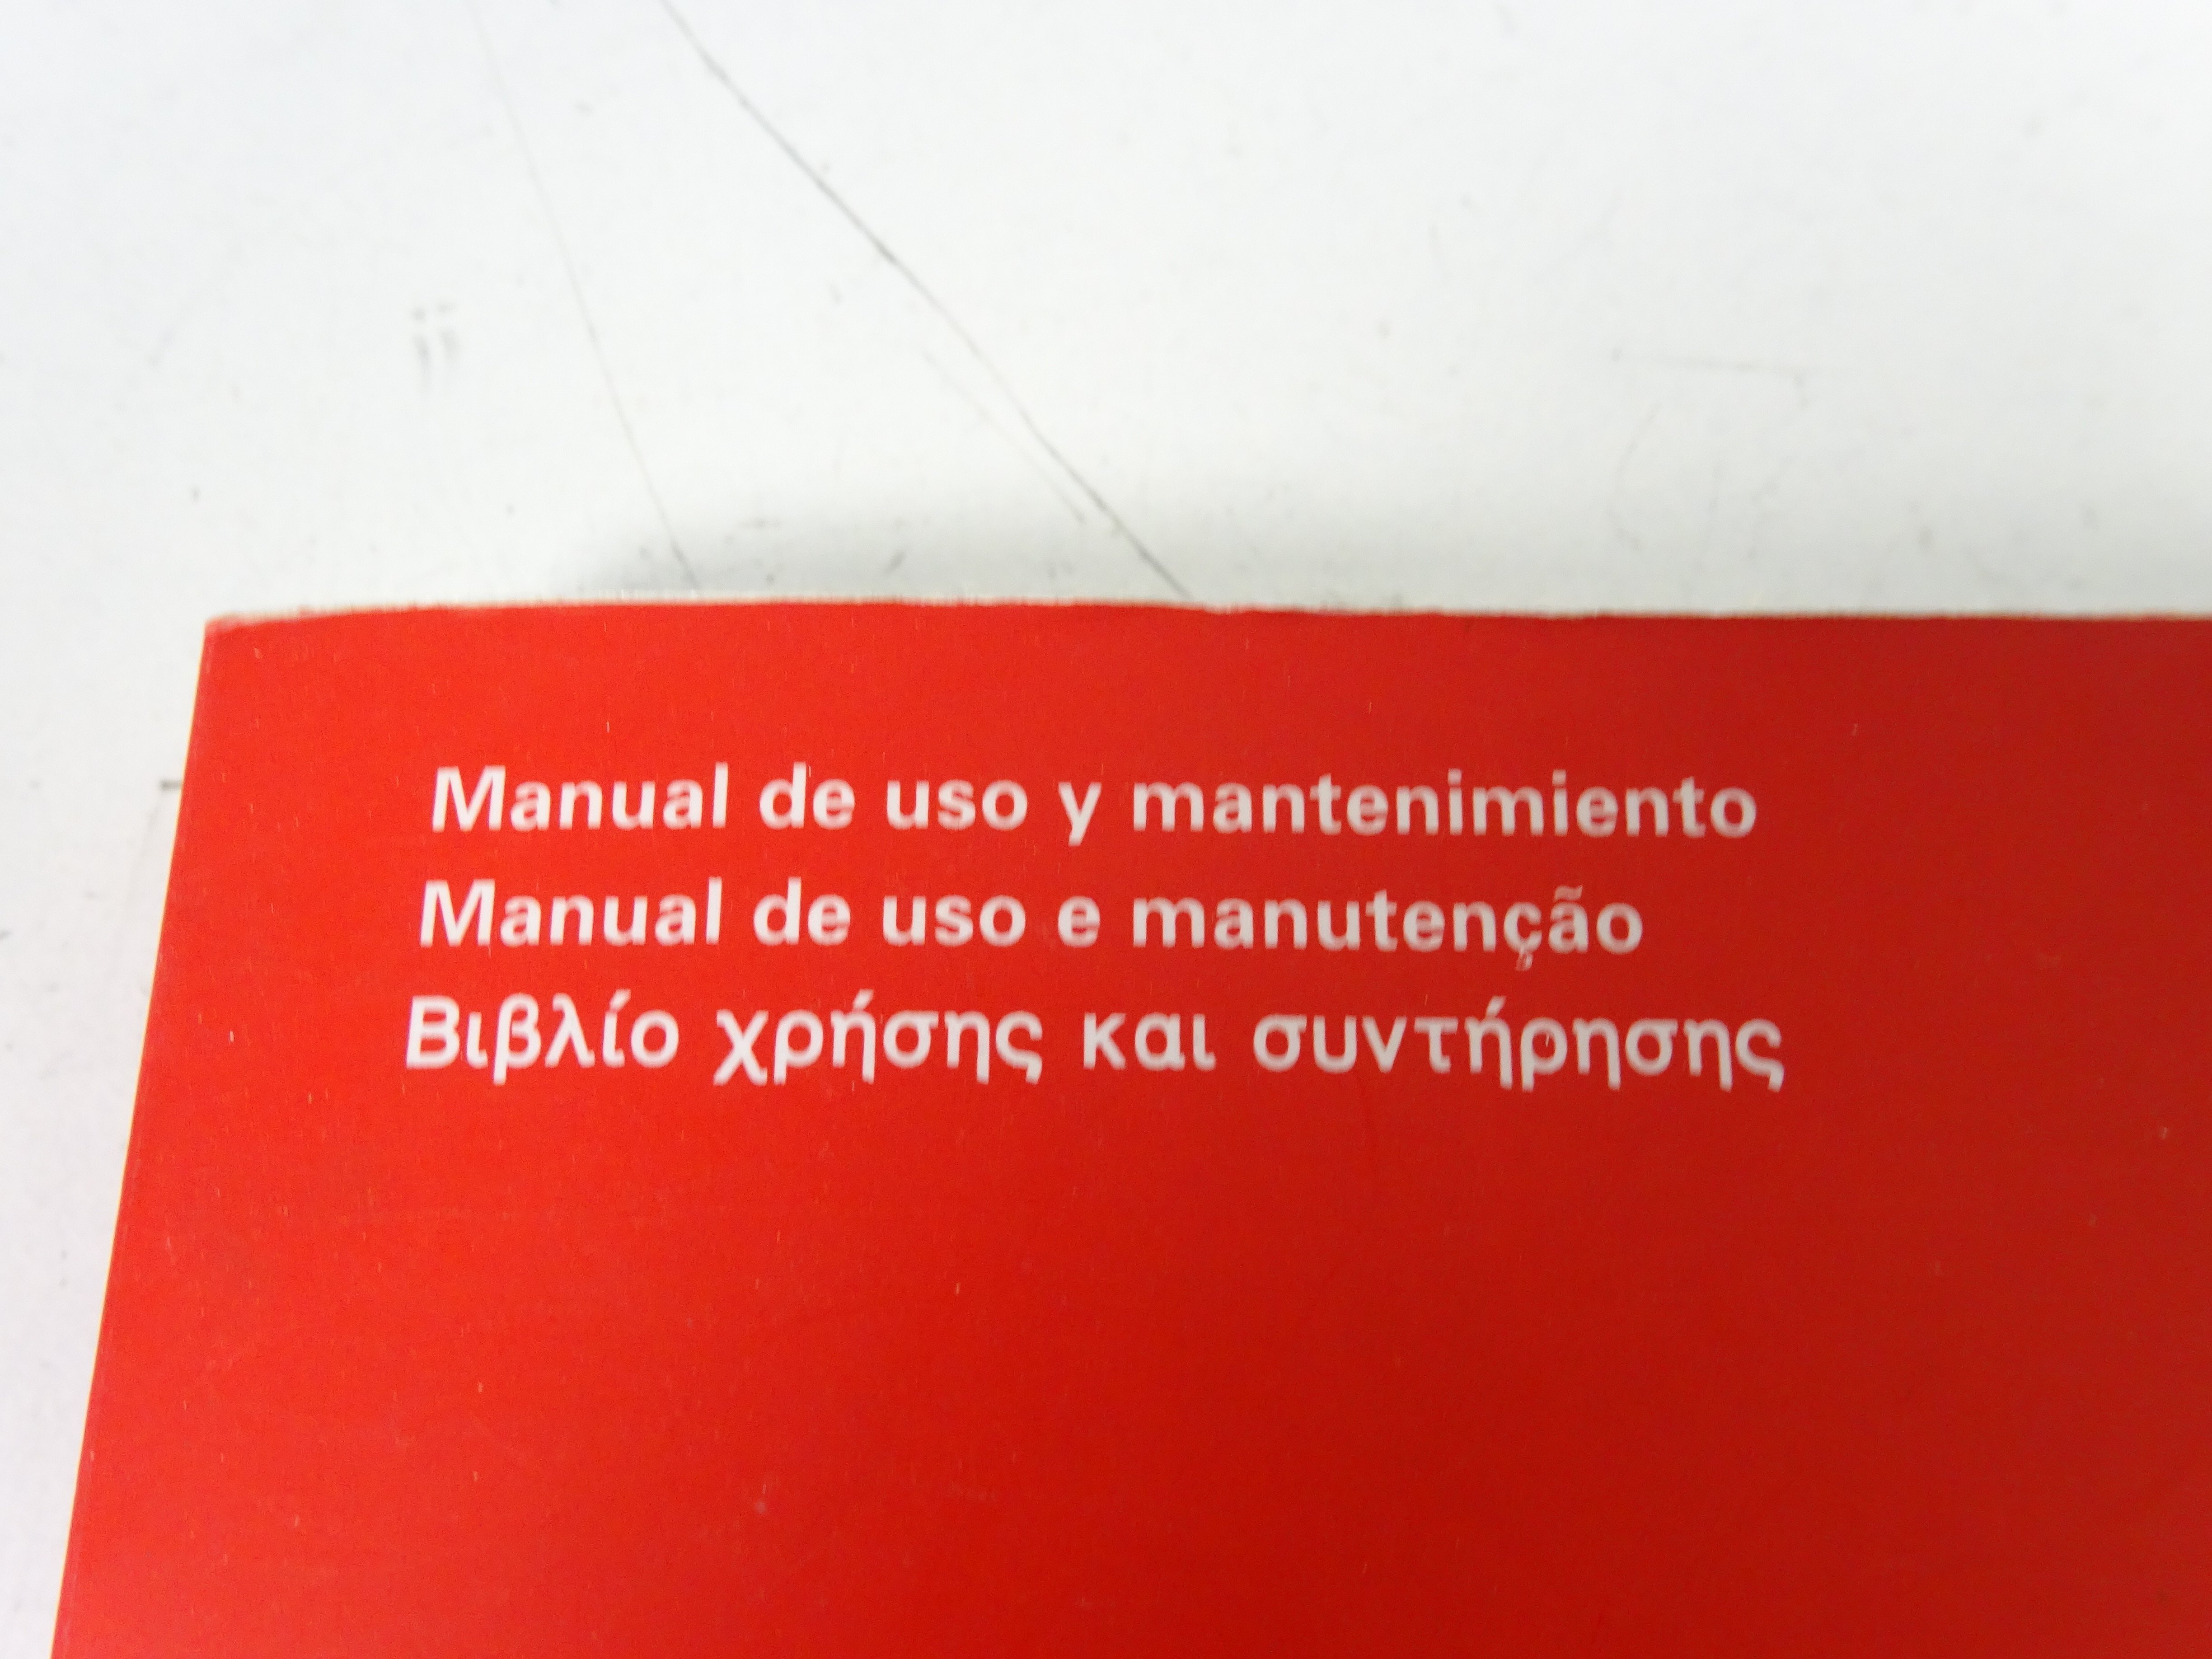 Manual de uso y mantenimiento
Manual de uso e manutenção
Βιβλίο χρήσης και συντήρησης